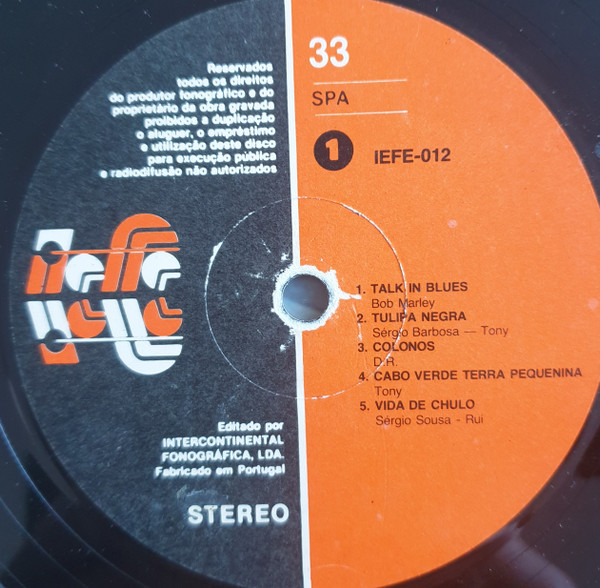 Reservados
todos os direitos
do produtor fonográfico e do
proprietário da obra gravada
proibidos a duplicação
o aluguer, o empréstimo
e utilização deste disco
para execução pública
e radiodifusão não autorizados
Editado por
INTERCONTINENTAL
FONOGRÁFICA, LDA.
Fabricado em Portugal
STEREO
33
SPA
1 IEFE-012
1. TALK IN BLUES
Bob Marley
2. TULIPA NEGRA
Sérgio Barbosa — Tony
3. COLONOS
D.R.
4. CABO VERDE TERRA PEQUENINA
Tony
5. VIDA DE CHULO
Sérgio Sousa - Rui